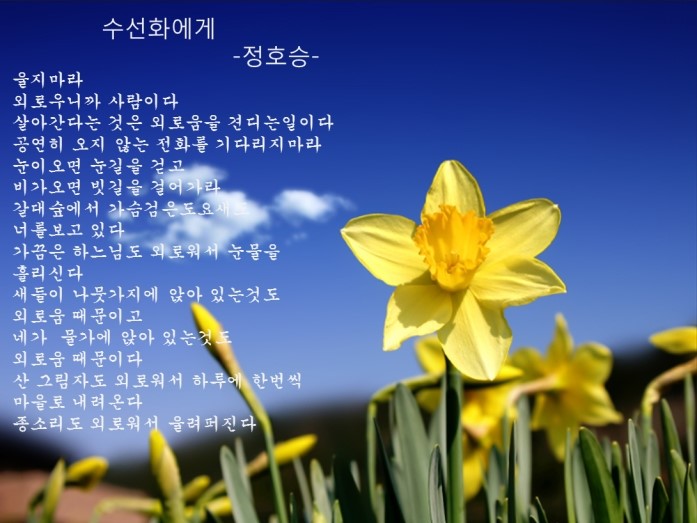 수선화에게
-정호승-
울지마라
외로우니까 사람이다
살아간다는 것은 외로움을 견디는일이다
공연히 오지 않는 전화를 기다리지마라
눈이오면 눈길을 걷고
비가오면 빗길을 걸어가라
갈대숲에서 가슴검은도요새도
너를보고 있다
가끔은 하느님도 외로워서 눈물을
흘리신다
새들이 나뭇가지에 앉아 있는것도
외로움 때문이고
네가 물가에 앉아 있는것도
외로움 때문이다
산 그림자도 외로워서 하루에 한번씩
마을로 내려온다
종소리도 외로워서 울려퍼진다